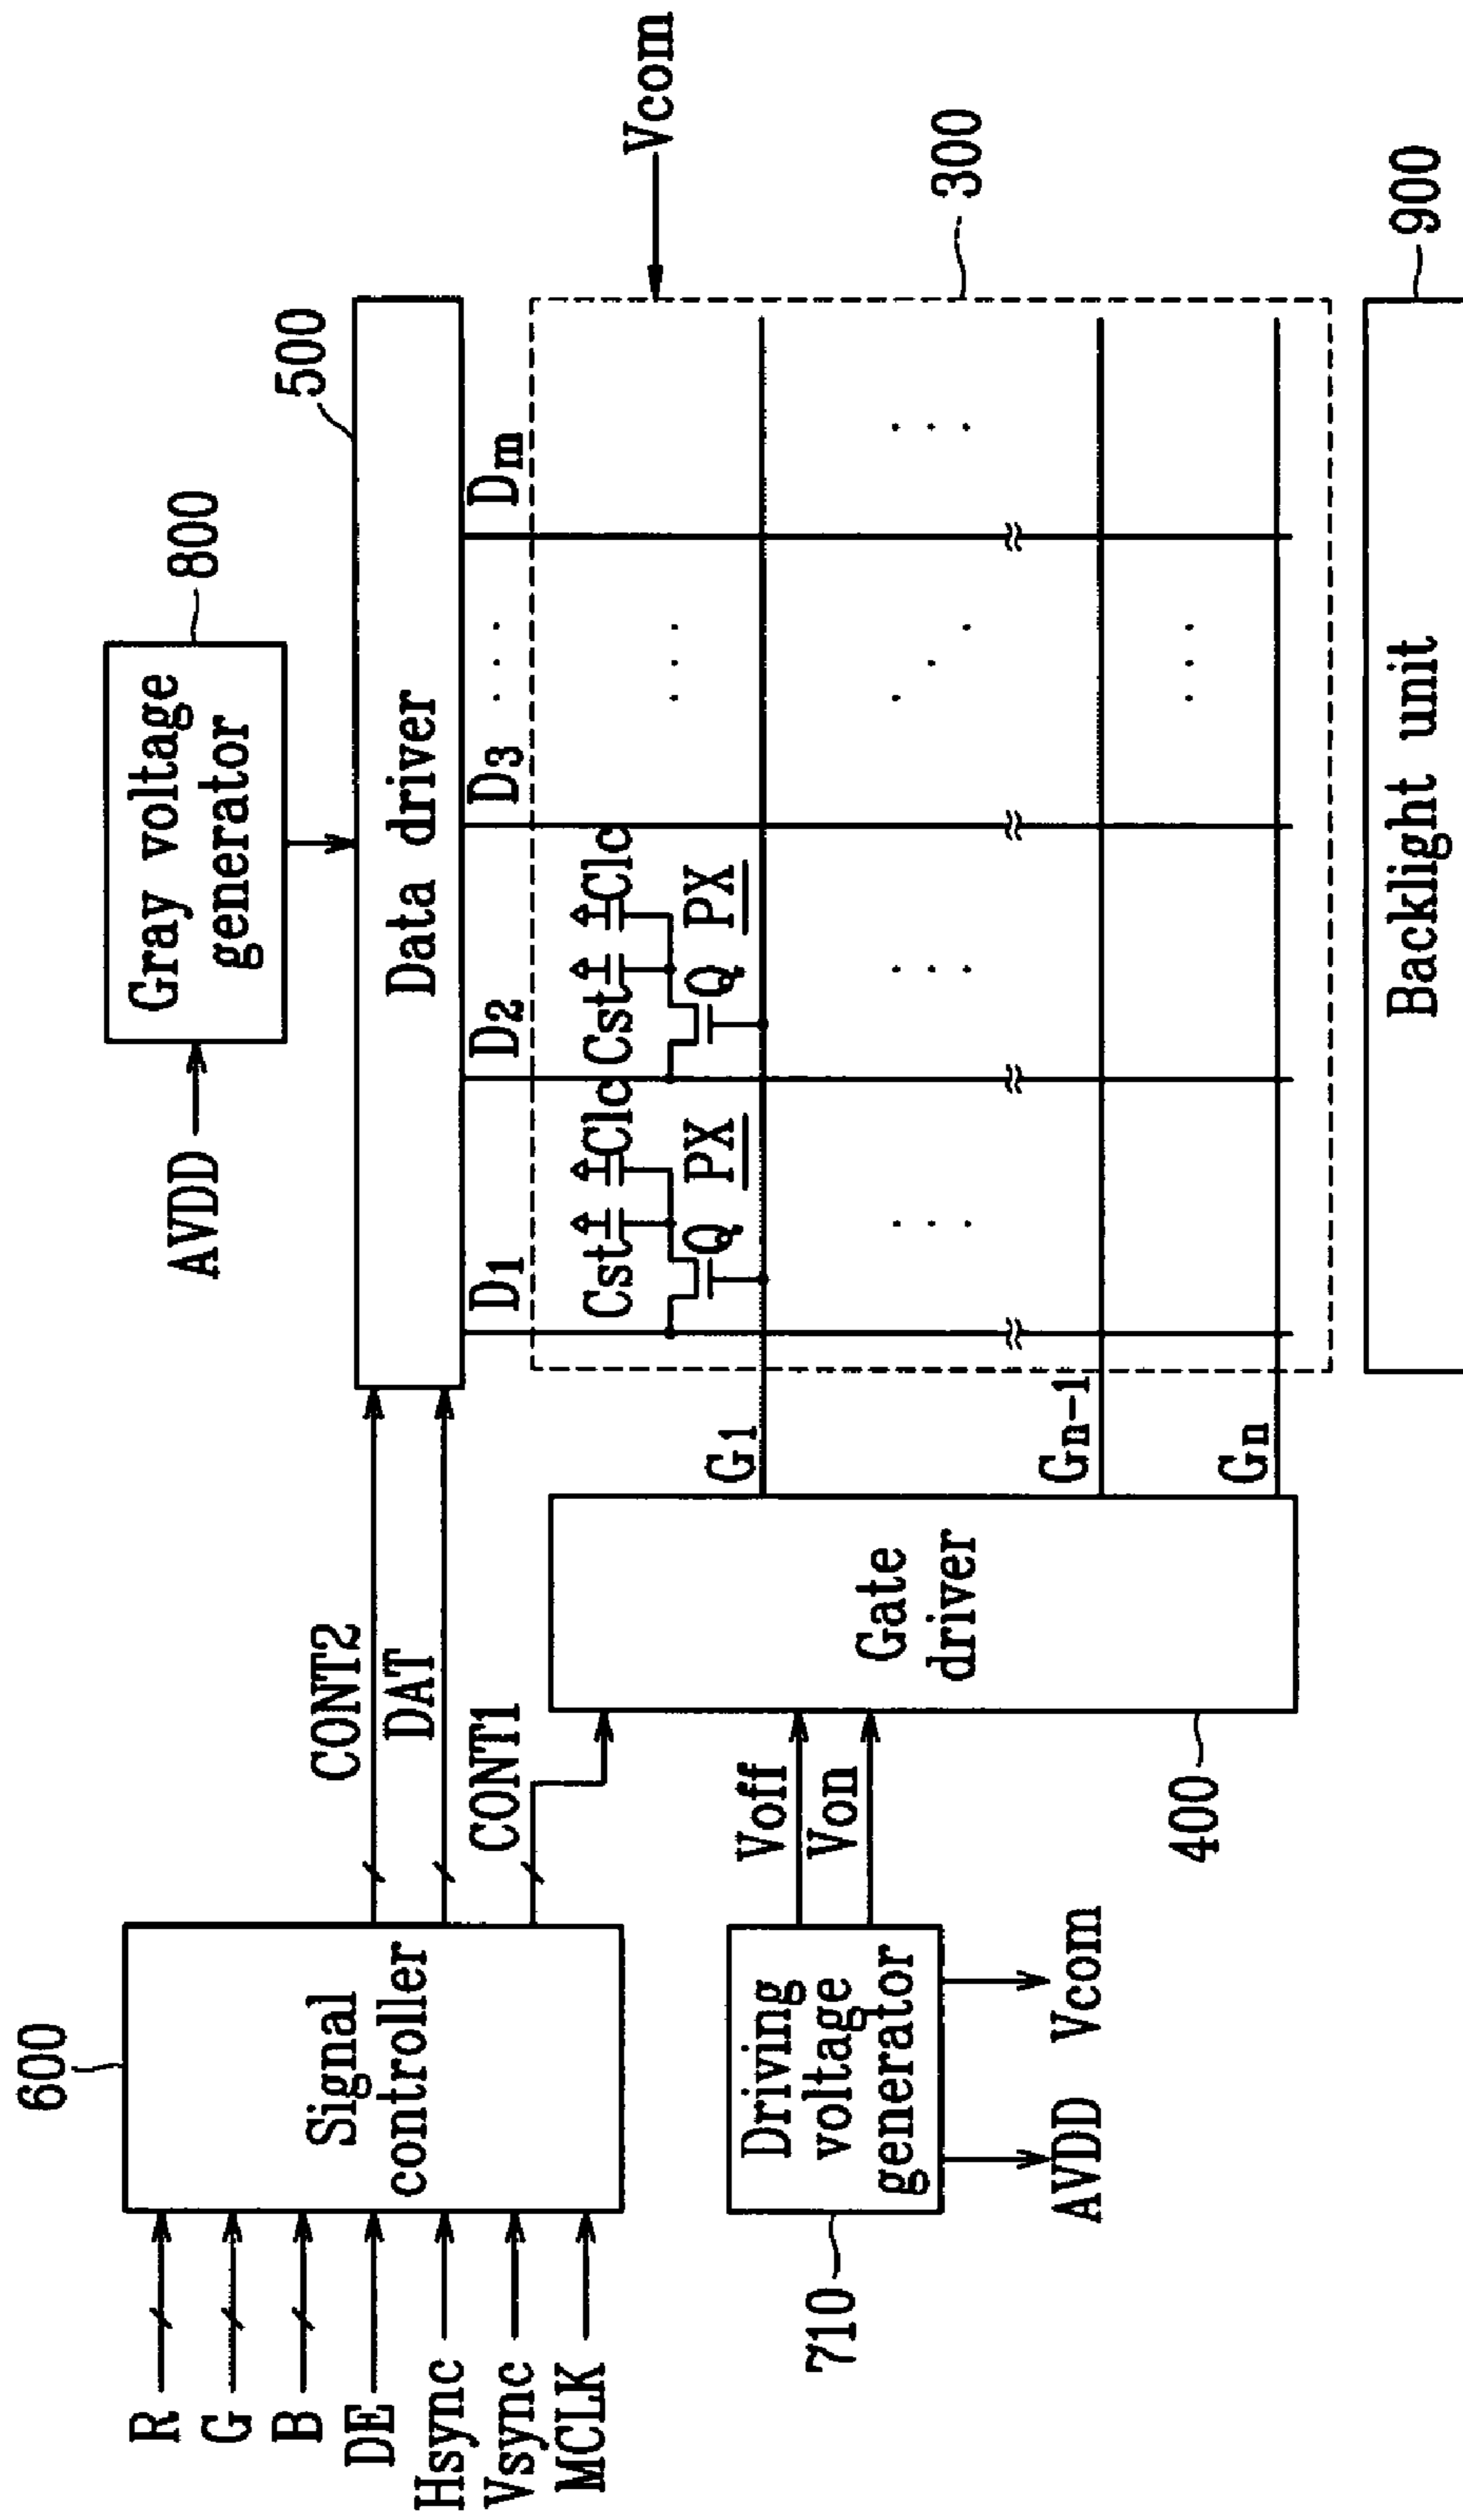 600
R
G
B
DE
Hsync
Vsync
MCLK
Signal
controller
CONT2
DAT
CONT1
AVDD
Gray voltage
generator
800
500
Data driver
D1
D2
D3
Dm
Vcom
Cst
Clc
Q
PX
Cst
Clc
Q
PX
300
G1
Gn-1
Gn
Gate
driver
400
Voff
Von
Driving
voltage
generator
710
AVDD
Vcom
Backlight unit
900